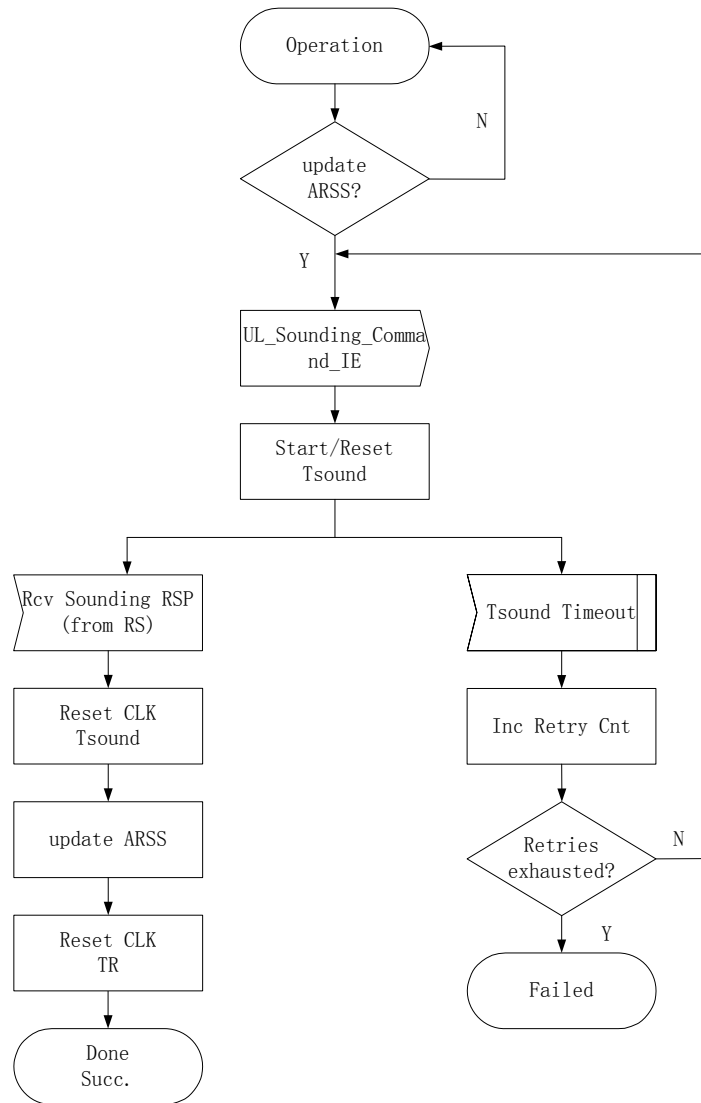 Operation
N
update
ARSS?
Y
UL_Sounding_Comma
nd_IE
Start/Reset
Tsound
Rcv Sounding RSP
(from RS)
Tsound Timeout
Reset CLK
Tsound
Inc Retry Cnt
update ARSS
Retries
exhausted?
N
Reset CLK
TR
Y
Failed
Done
Succ.